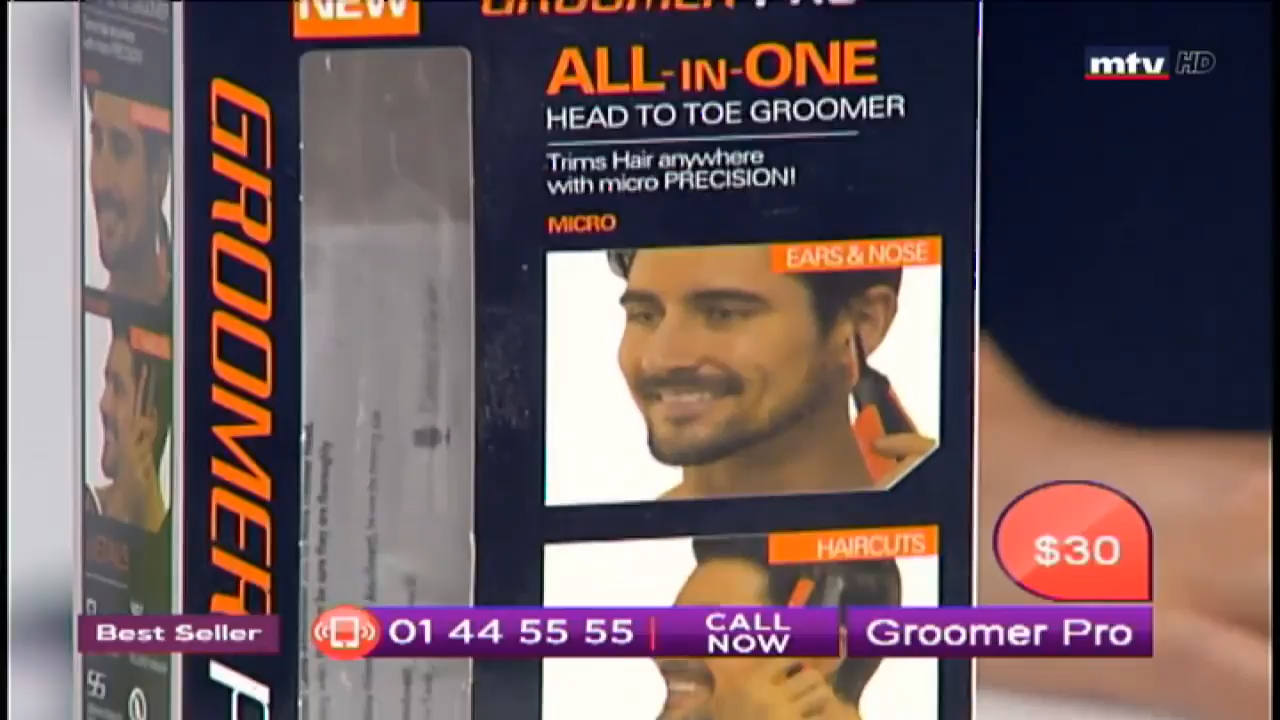 NEW
GROOMER PRO
ALL-IN-ONE
HEAD TO TOE GROOMER
Trims Hair anywhere
with micro PRECISION!
MICRO
EARS & NOSE
HAIRCUTS
GROOMER P
mtv HD
$30
Best Seller
01 44 55 55
CALL
NOW
Groomer Pro